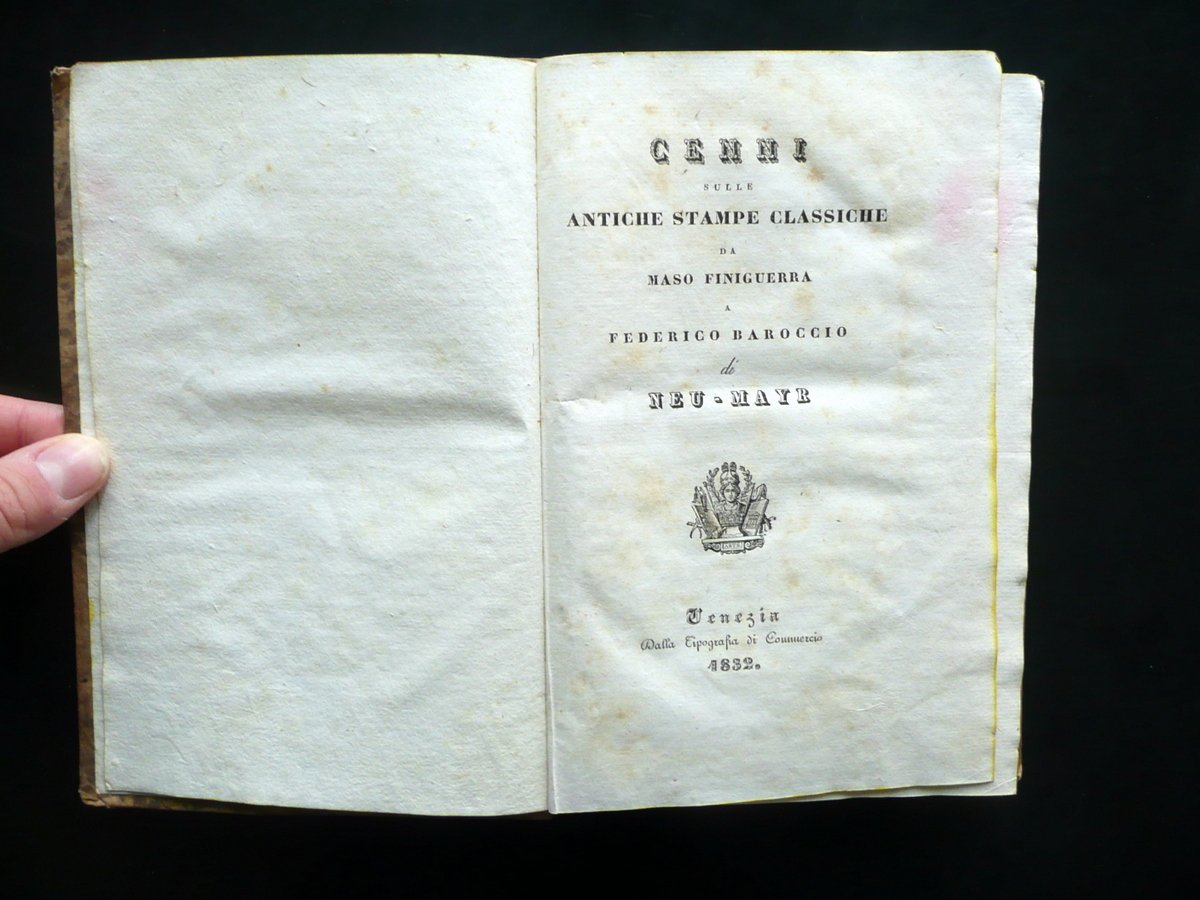 CENNI
SULLE
ANTICHE STAMPE CLASSICHE
DA
MASO FINIGUERRA
A
FEDERICO BAROCCIO
di
NEU-MAYR
Venezia
Dalla Tipografia di Commercio
1832.